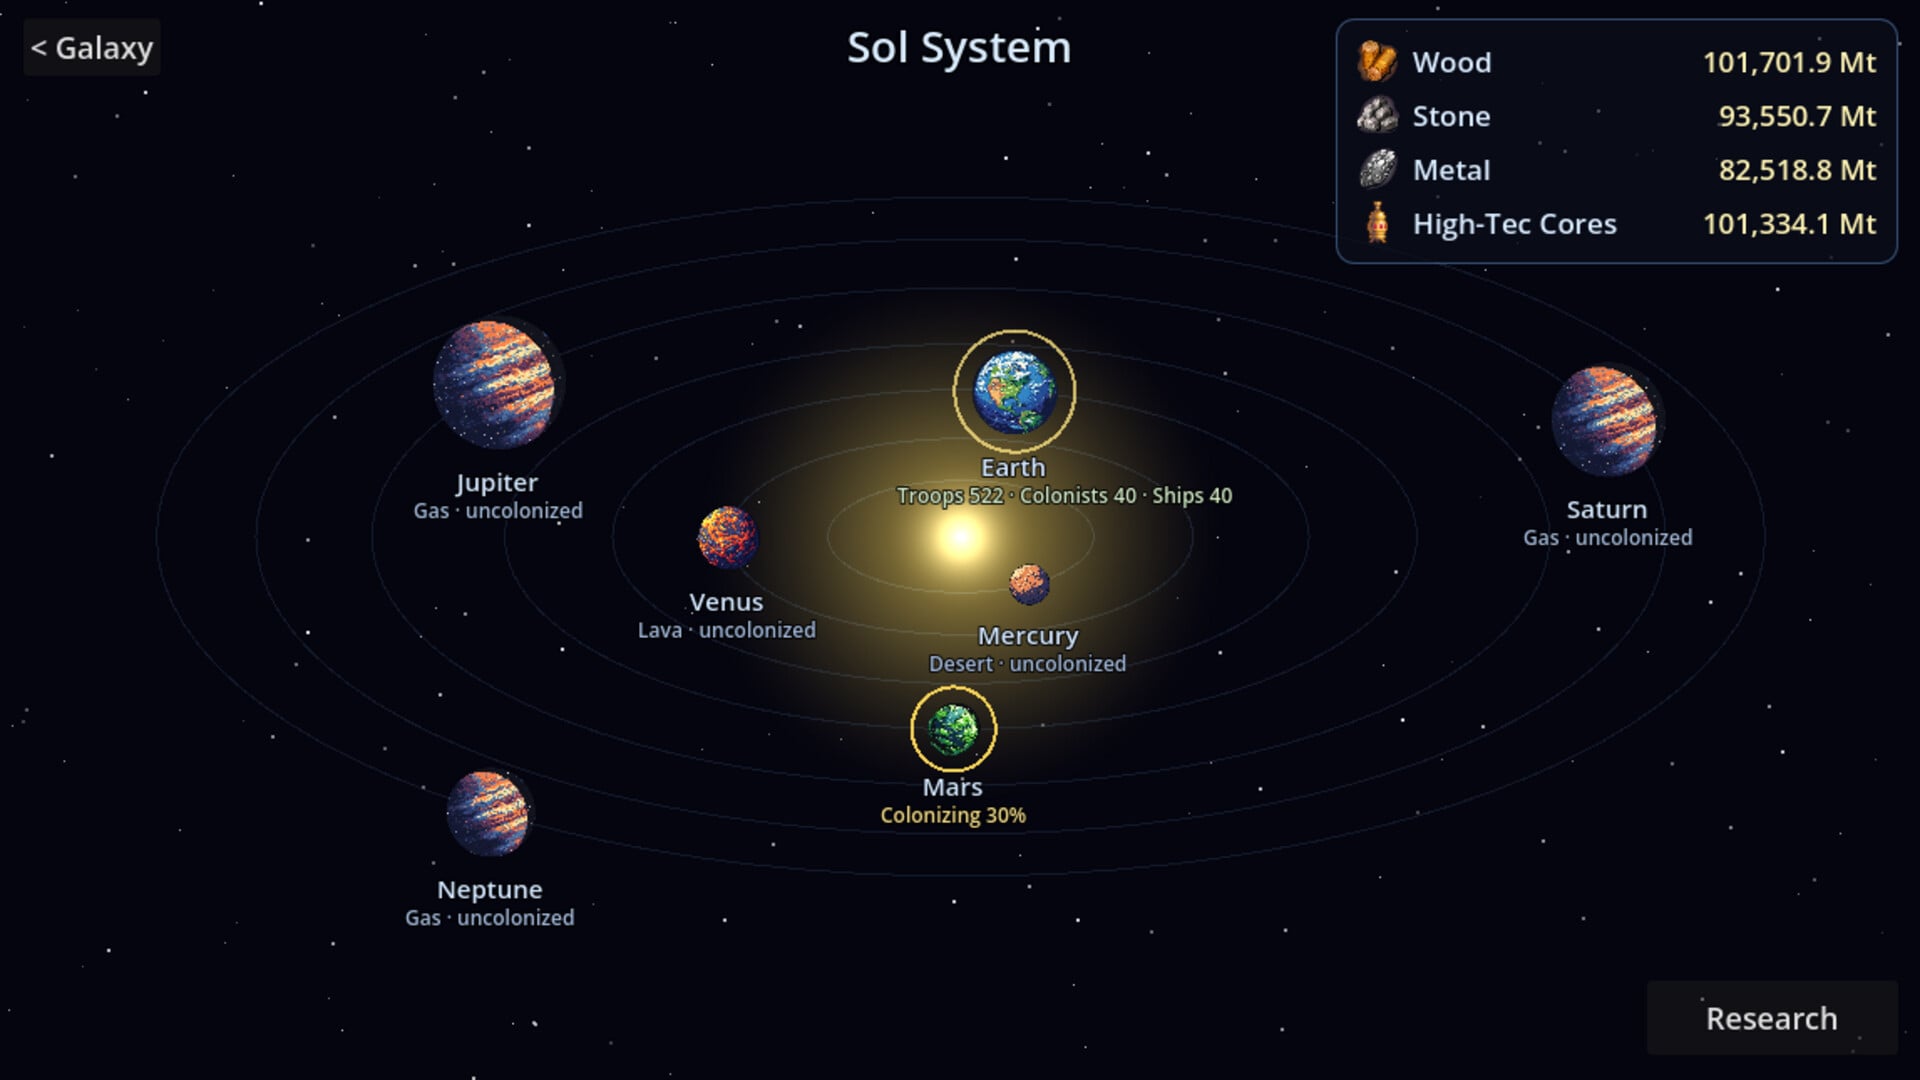 < Galaxy
Sol System
Wood 101,701.9 Mt
Stone 93,550.7 Mt
Metal 82,518.8 Mt
High-Tec Cores 101,334.1 Mt
Jupiter
Gas · uncolonized
Earth
Troops 522 · Colonists 40 · Ships 40
Saturn
Gas · uncolonized
Venus
Lava · uncolonized
Mercury
Desert · uncolonized
Mars
Colonizing 30%
Neptune
Gas · uncolonized
Research